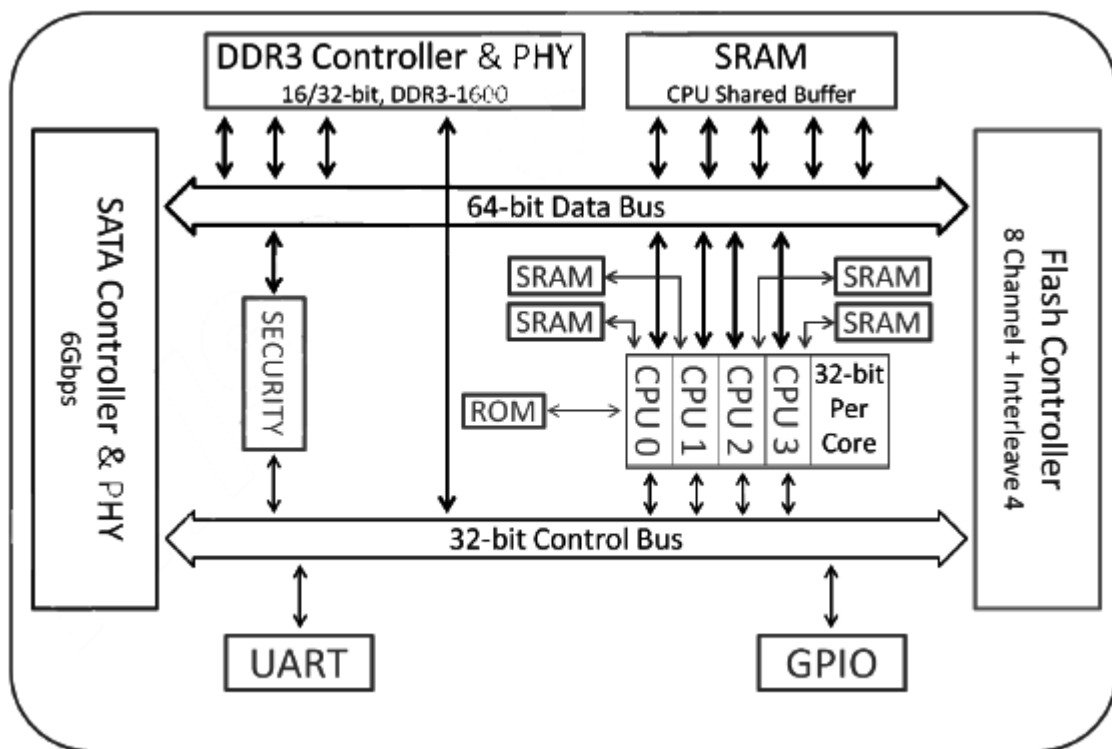 DDR3 Controller & PHY
16/32-bit, DDR3-1600
SRAM
CPU Shared Buffer
SATA Controller & PHY
6Gbps
64-bit Data Bus
Flash Controller
8 Channel + Interleave 4
SECURITY
SRAM
SRAM
SRAM
SRAM
ROM
CPU 0
CPU 1
CPU 2
CPU 3
32-bit
Per
Core
32-bit Control Bus
UART
GPIO